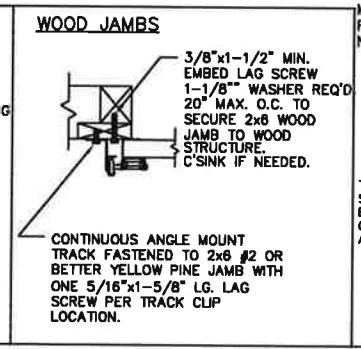 WOOD JAMBS
3/8"x1-1/2" MIN.
EMBED LAG SCREW
1-1/8"" WASHER REQ'D
20" MAX. O.C. TO
SECURE 2x6 WOOD
JAMB TO WOOD
STRUCTURE.
C'SINK IF NEEDED.
CONTINUOUS ANGLE MOUNT
TRACK FASTENED TO 2x6 #2 OR
BETTER YELLOW PINE JAMB WITH
ONE 5/16"x1-5/8" LG. LAG
SCREW PER TRACK CLIP
LOCATION.